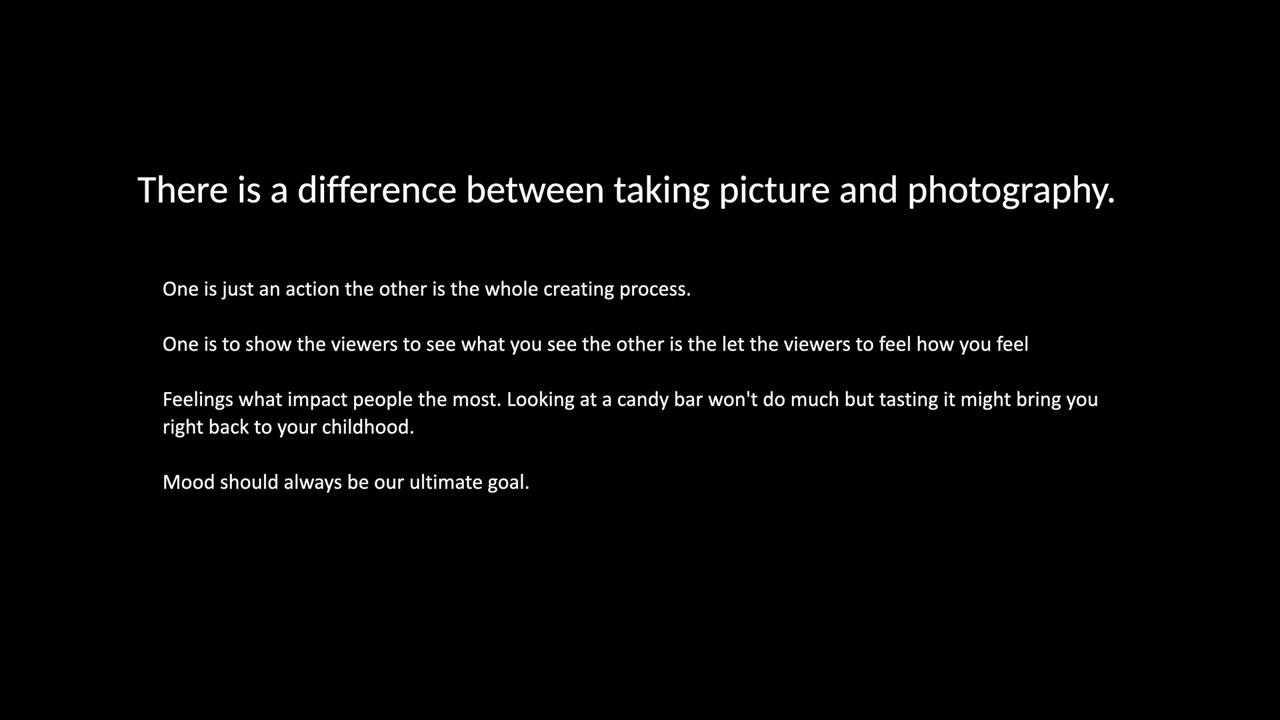 There is a difference between taking picture and photography.
One is just an action the other is the whole creating process.
One is to show the viewers to see what you see the other is the let the viewers to feel how you feel
Feelings what impact people the most. Looking at a candy bar won't do much but tasting it might bring you
right back to your childhood.
Mood should always be our ultimate goal.